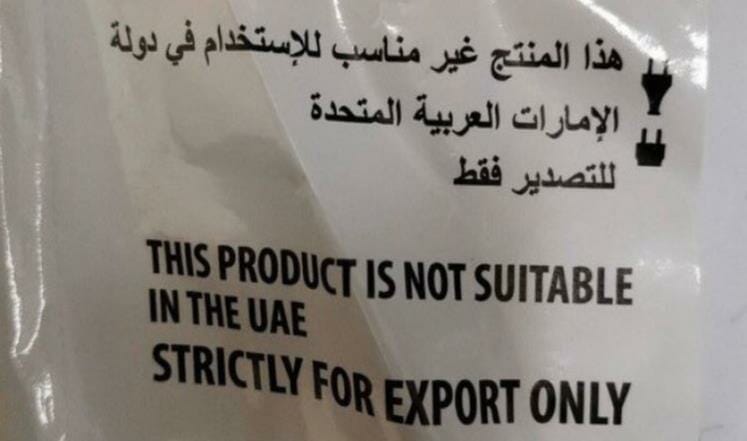 هذا المنتج غير مناسب للإستخدام في دولة
الإمارات العربية المتحدة
للتصدير فقط
THIS PRODUCT IS NOT SUITABLE
IN THE UAE
STRICTLY FOR EXPORT ONLY